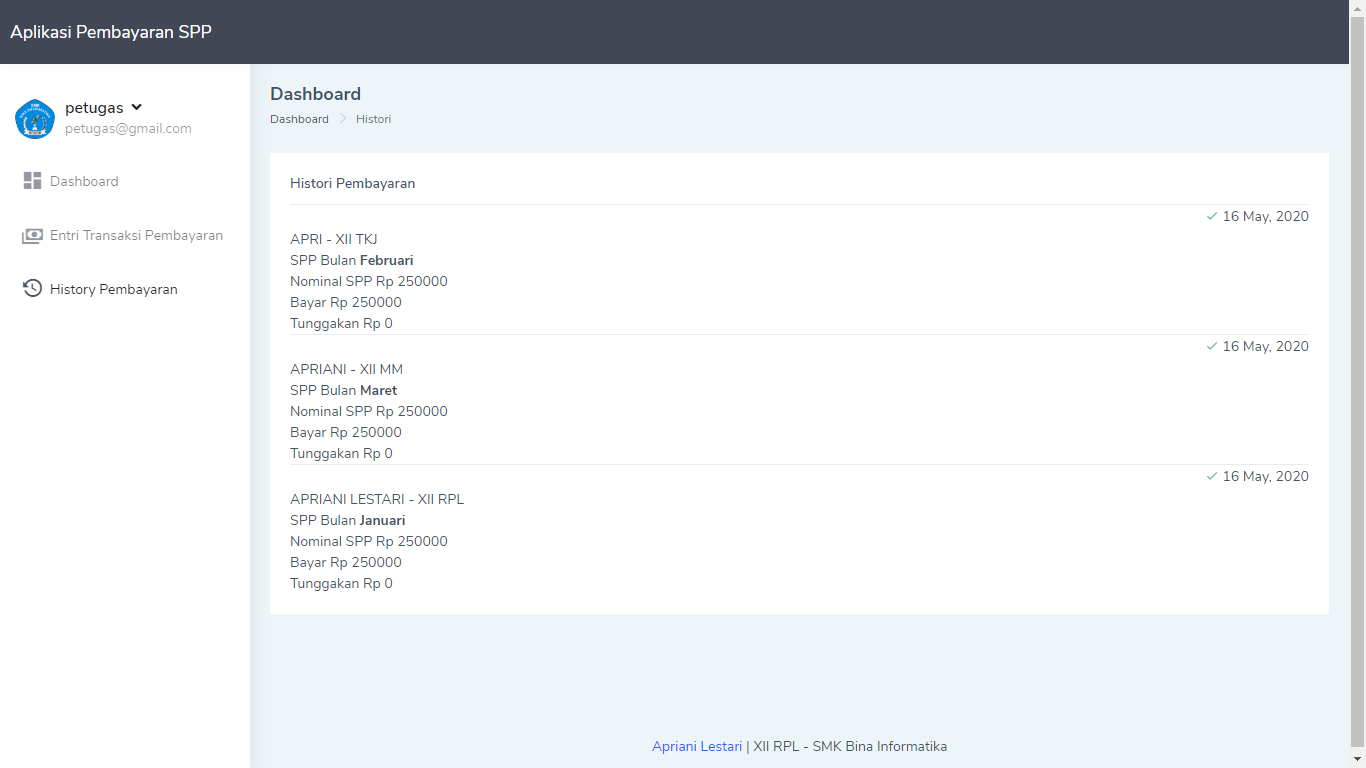 Aplikasi Pembayaran SPP
petugas
petugas@gmail.com
Dashboard
Entri Transaksi Pembayaran
History Pembayaran
Dashboard
Dashboard Histori
Histori Pembayaran
16 May, 2020
APRI - XII TKJ
SPP Bulan Februari
Nominal SPP Rp 250000
Bayar Rp 250000
Tunggakan Rp 0
16 May, 2020
APRIANI - XII MM
SPP Bulan Maret
Nominal SPP Rp 250000
Bayar Rp 250000
Tunggakan Rp 0
16 May, 2020
APRIANI LESTARI - XII RPL
SPP Bulan Januari
Nominal SPP Rp 250000
Bayar Rp 250000
Tunggakan Rp 0
Apriani Lestari | XII RPL - SMK Bina Informatika